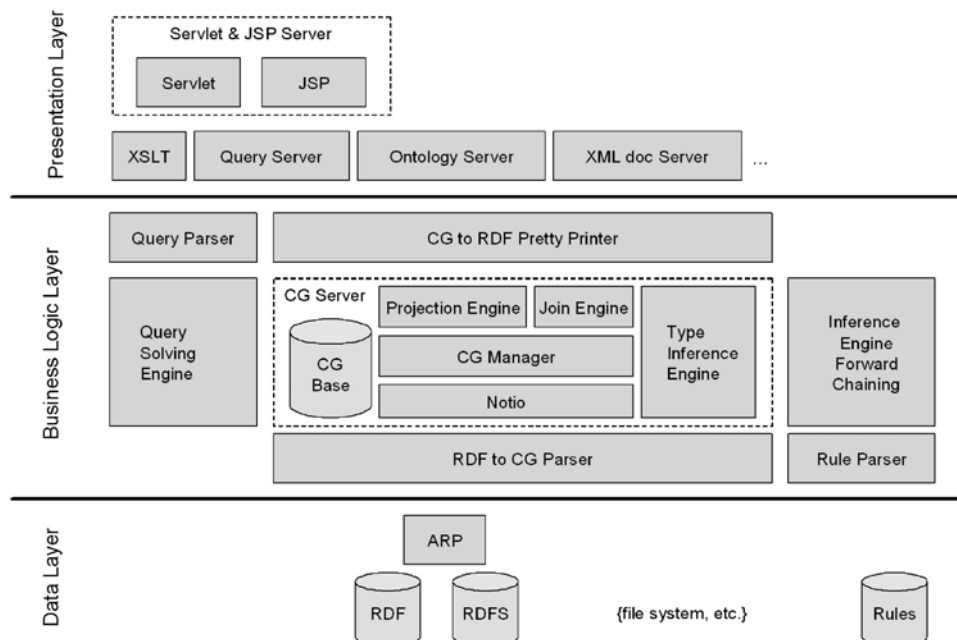 Presentation Layer
Servlet & JSP Server
Servlet
JSP
XSLT
Query Server
Ontology Server
XML doc Server
...
Business Logic Layer
Query Parser
CG to RDF Pretty Printer
Query
Solving
Engine
CG Server
CG
Base
Projection Engine
Join Engine
CG Manager
Notio
Type
Inference
Engine
Inference
Engine
Forward
Chaining
RDF to CG Parser
Rule Parser
Data Layer
ARP
RDF
RDFS
{file system, etc.}
Rules